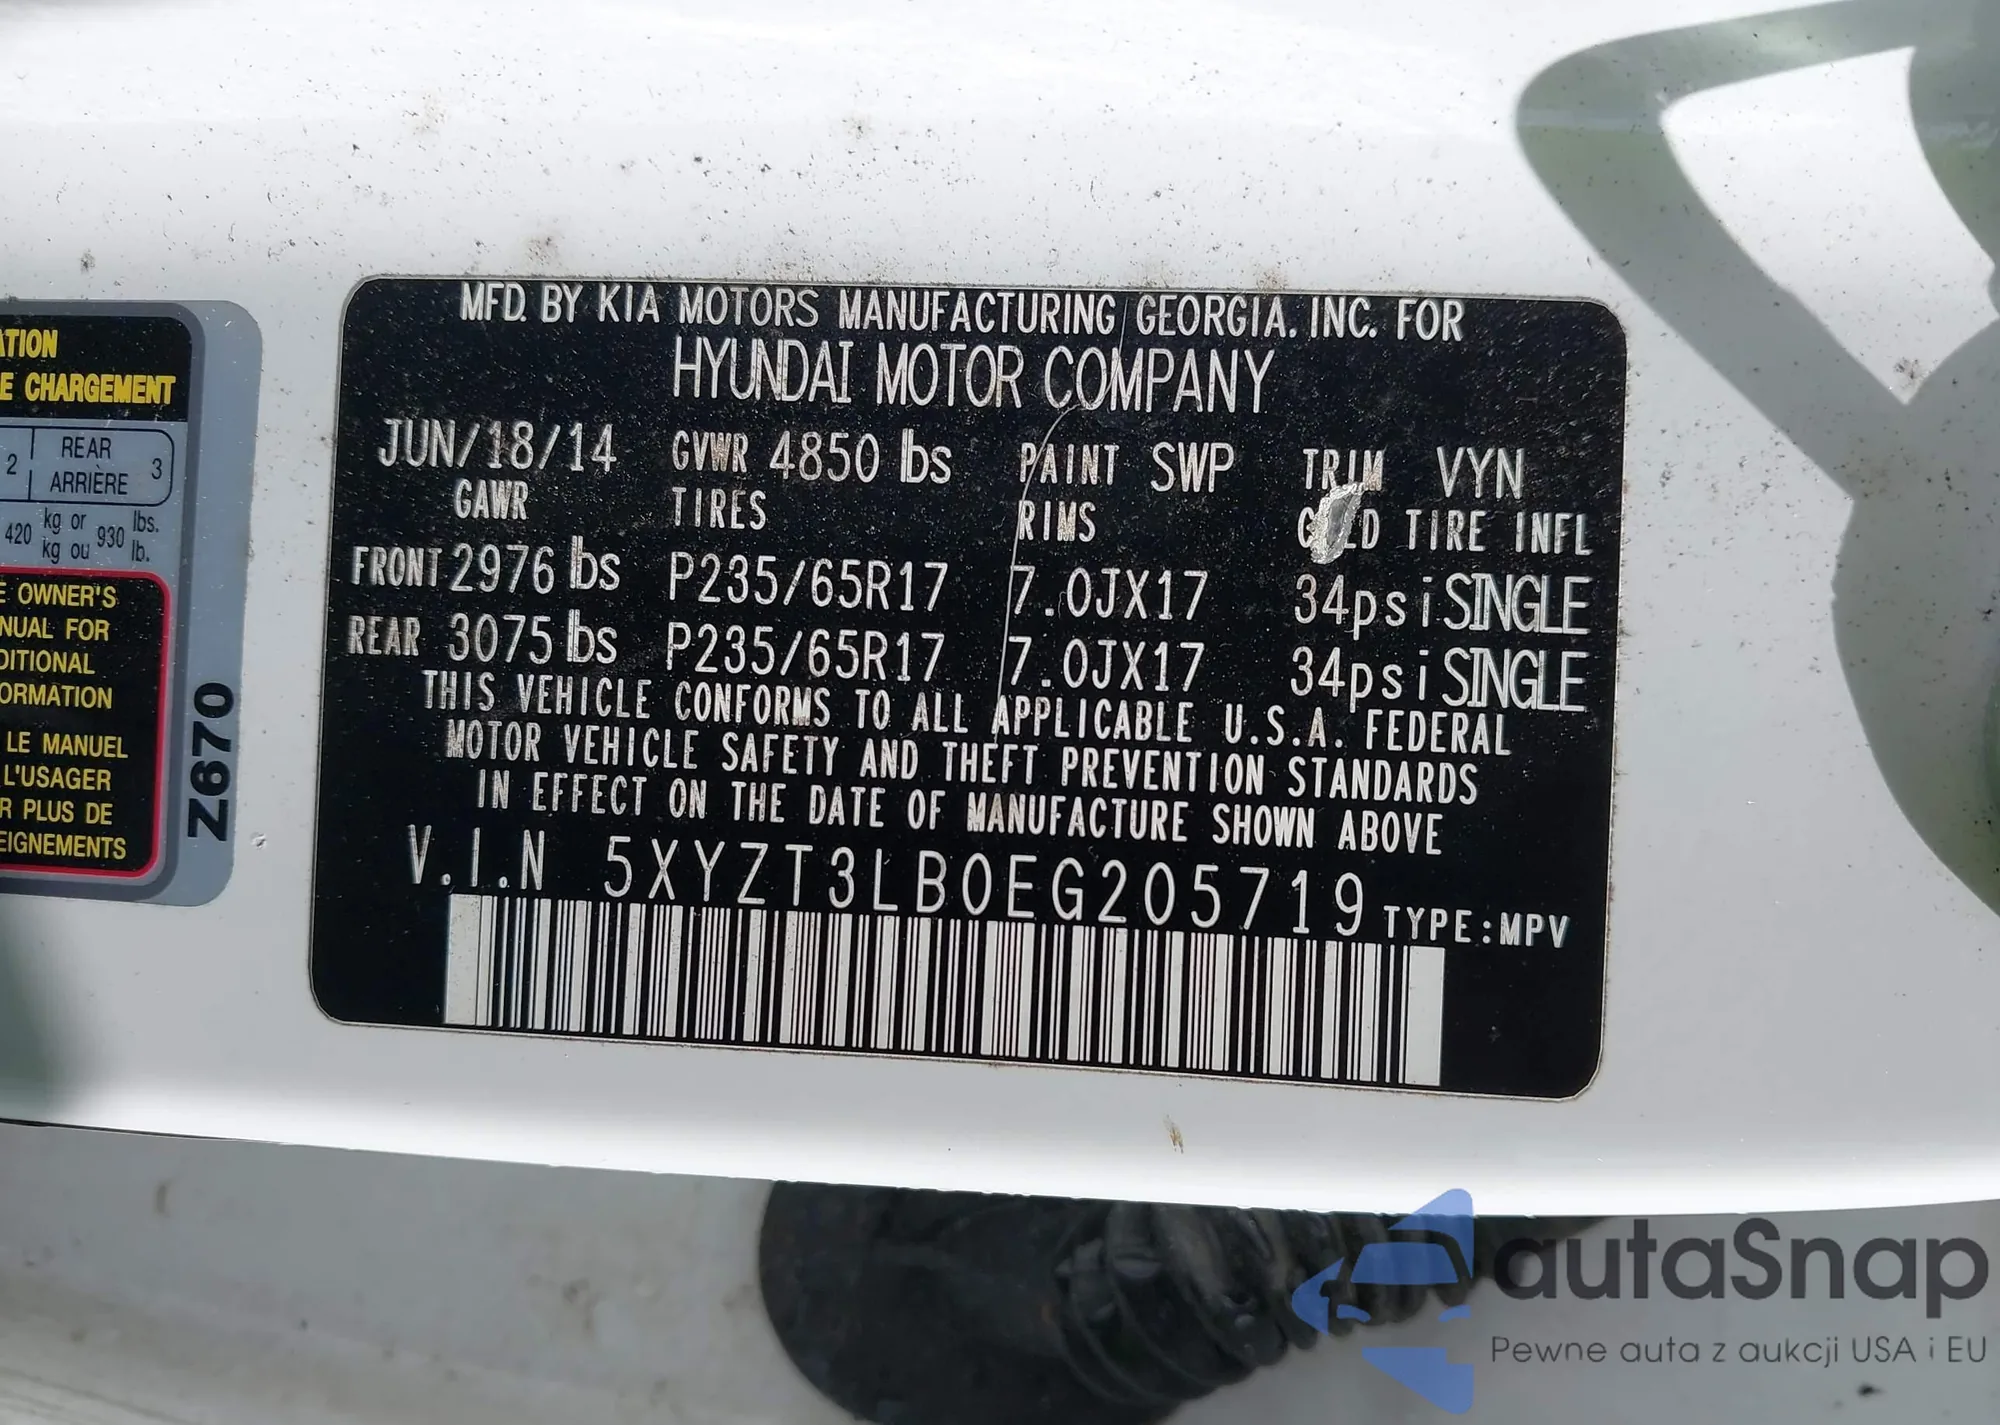 MFD. BY KIA MOTORS MANUFACTURING GEORGIA. INC. FOR
HYUNDAI MOTOR COMPANY
JUN/18/14 GVWR 4850 lbs PAINT SWP TRIM VYN
GAWR TIRES RIMS TIRE INFL
FRONT 2976 lbs P235/65R17 7.0JX17 34psi SINGLE
REAR 3075 lbs P235/65R17 7.0JX17 34psi SINGLE
THIS VEHICLE CONFORMS TO ALL APPLICABLE U.S.A. FEDERAL
MOTOR VEHICLE SAFETY AND THEFT PREVENTION STANDARDS
IN EFFECT ON THE DATE OF MANUFACTURE SHOWN ABOVE
V.I.N 5XYZT3LB0EG205719 TYPE:MPV
ATION
E CHARGEMENT
2 REAR 3
ARRIÈRE
420 kg or 930 lbs.
kg ou lb.
E OWNER'S
NUAL FOR
DITIONAL
ORMATION
LE MANUEL
L'USAGER
R PLUS DE
EIGNEMENTS
Z670
autoSnap
Pewne auta z aukcji USA i EU